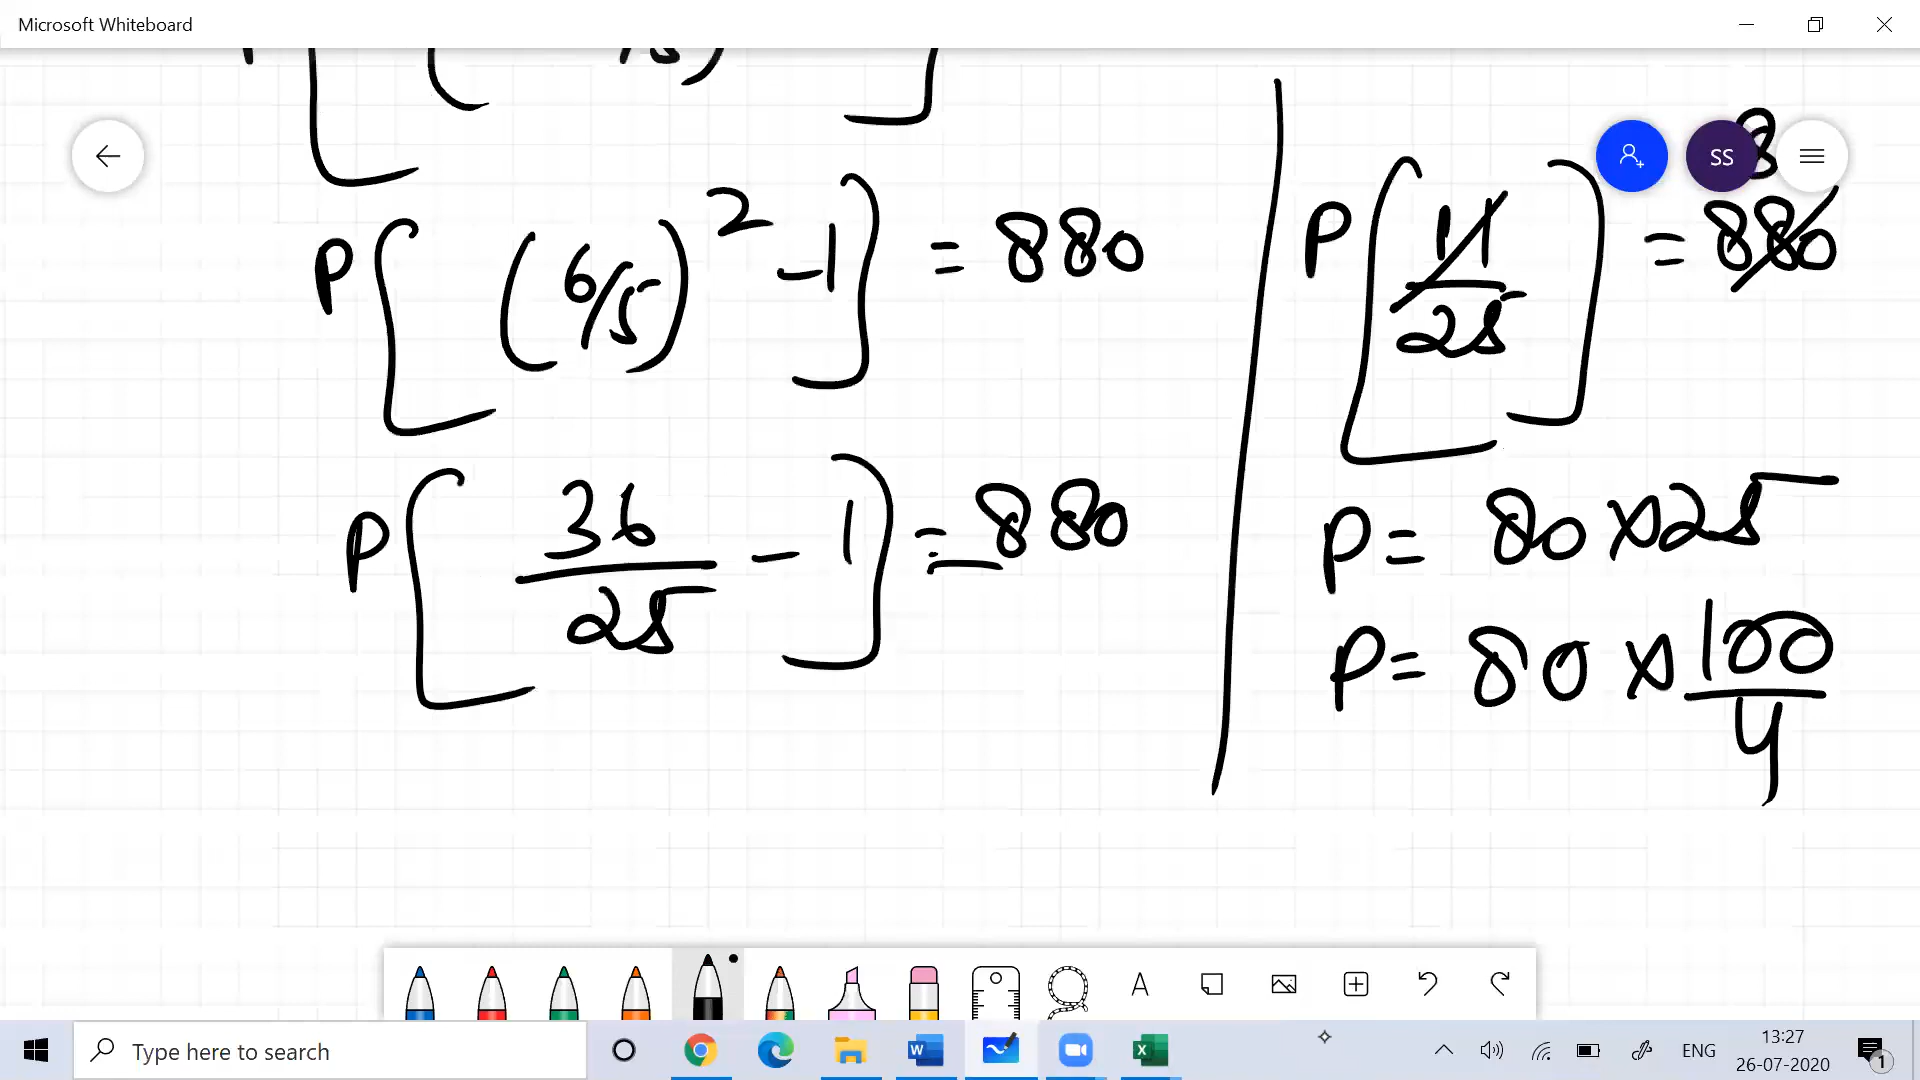 Microsoft Whiteboard
P[(6/5)² - 1] = 880
P[36/25 - 1] = 880
P[11/25] = 880
P = 80 × 25
P = 80 × 100/4
SS
A
Type here to search
W
X
ENG
13:27
26-07-2020
1